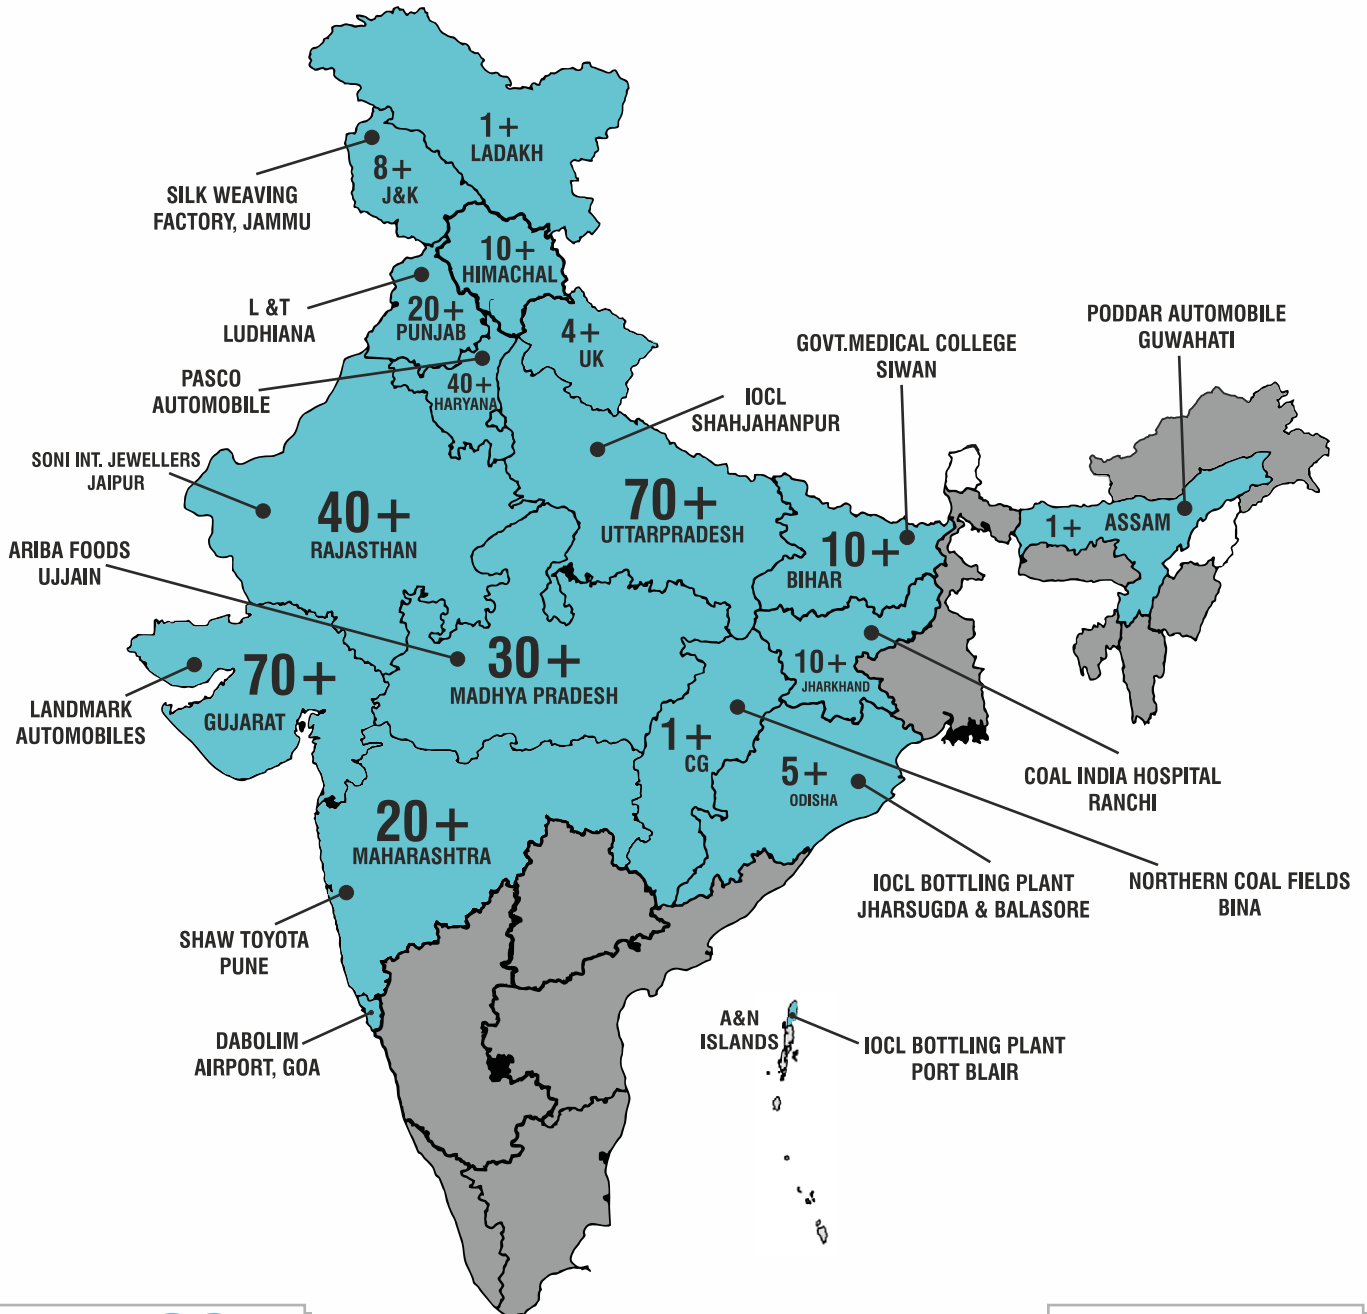 1+
LADAKH
8+
J&K
SILK WEAVING
FACTORY, JAMMU
10+
HIMACHAL
L &T
LUDHIANA
20+
PUNJAB
4+
UK
PASCO
AUTOMOBILE
40+
HARYANA
GOVT.MEDICAL COLLEGE
SIWAN
PODDAR AUTOMOBILE
GUWAHATI
IOCL
SHAHJAHANPUR
SONI INT. JEWELLERS
JAIPUR
40+
RAJASTHAN
70+
UTTARPRADESH
10+
BIHAR
1+
ASSAM
ARIBA FOODS
UJJAIN
30+
MADHYA PRADESH
10+
JHARKHAND
70+
GUJARAT
LANDMARK
AUTOMOBILES
1+
CG
5+
ODISHA
COAL INDIA HOSPITAL
RANCHI
20+
MAHARASHTRA
IOCL BOTTLING PLANT
JHARSUGDA & BALASORE
NORTHERN COAL FIELDS
BINA
SHAW TOYOTA
PUNE
DABOLIM
AIRPORT, GOA
A&N
ISLANDS
IOCL BOTTLING PLANT
PORT BLAIR